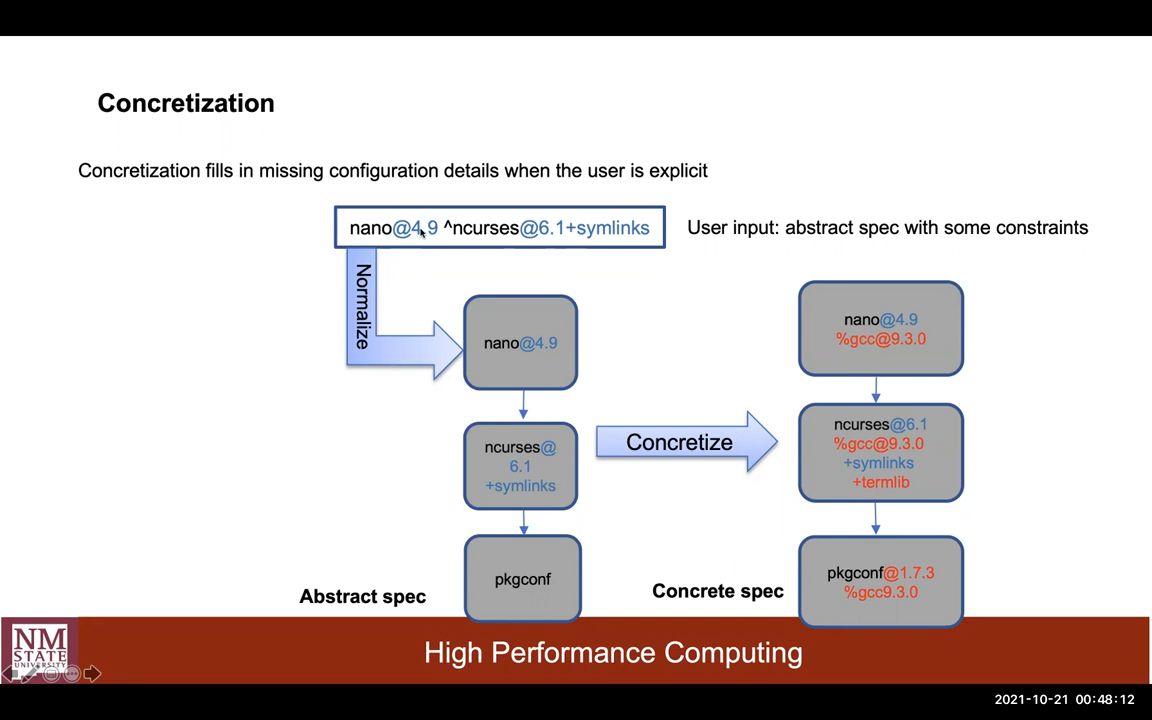 Concretization
Concretization fills in missing configuration details when the user is explicit
nano@4.9 ^ncurses@6.1+symlinks
User input: abstract spec with some constraints
Normalize
nano@4.9
ncurses@
6.1
+symlinks
pkgconf
Abstract spec
Concretize
nano@4.9
%gcc@9.3.0
ncurses@6.1
%gcc@9.3.0
+symlinks
+termlib
pkgconf@1.7.3
%gcc9.3.0
Concrete spec
NM
STATE
UNIVERSITY
High Performance Computing
2021-10-21 00:48:12